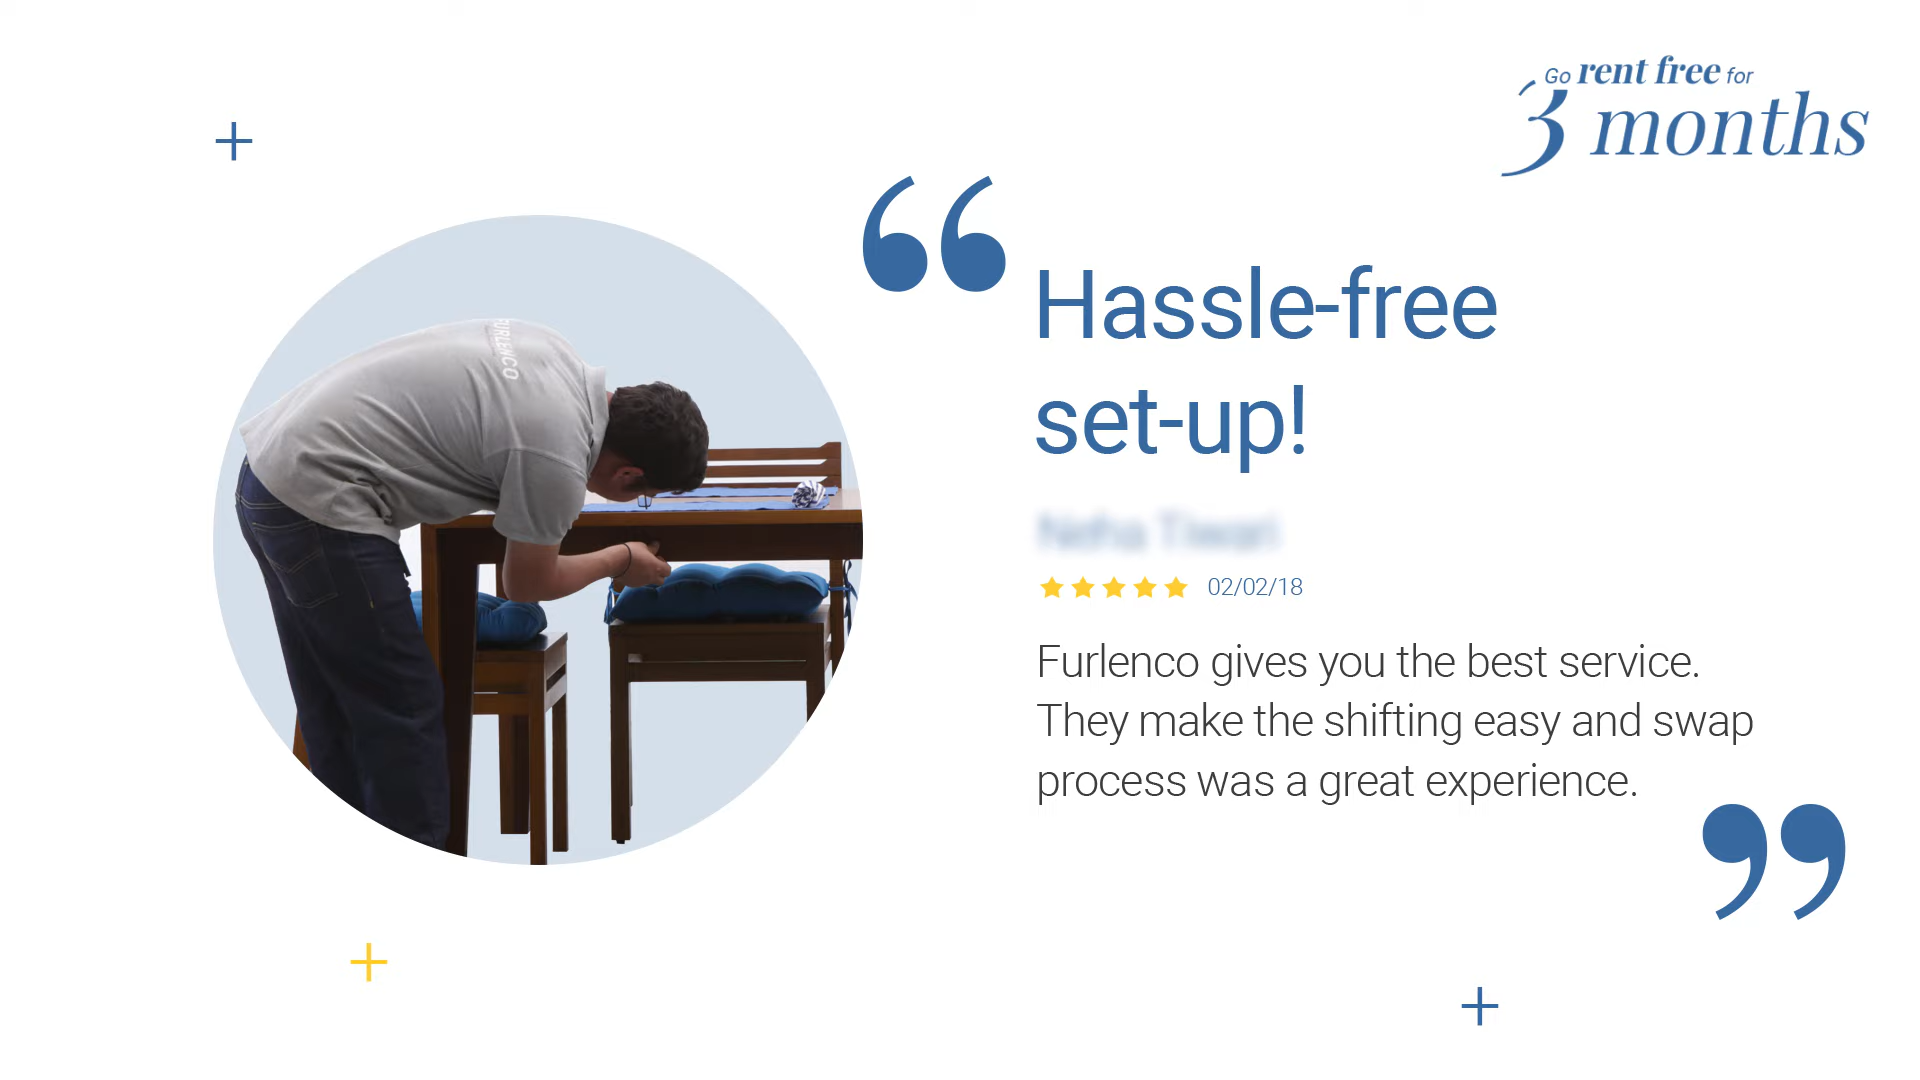 Go rent free for
3 months
FURLENCO
“
Hassle-free
set-up!
02/02/18
Furlenco gives you the best service.
They make the shifting easy and swap
process was a great experience.
”